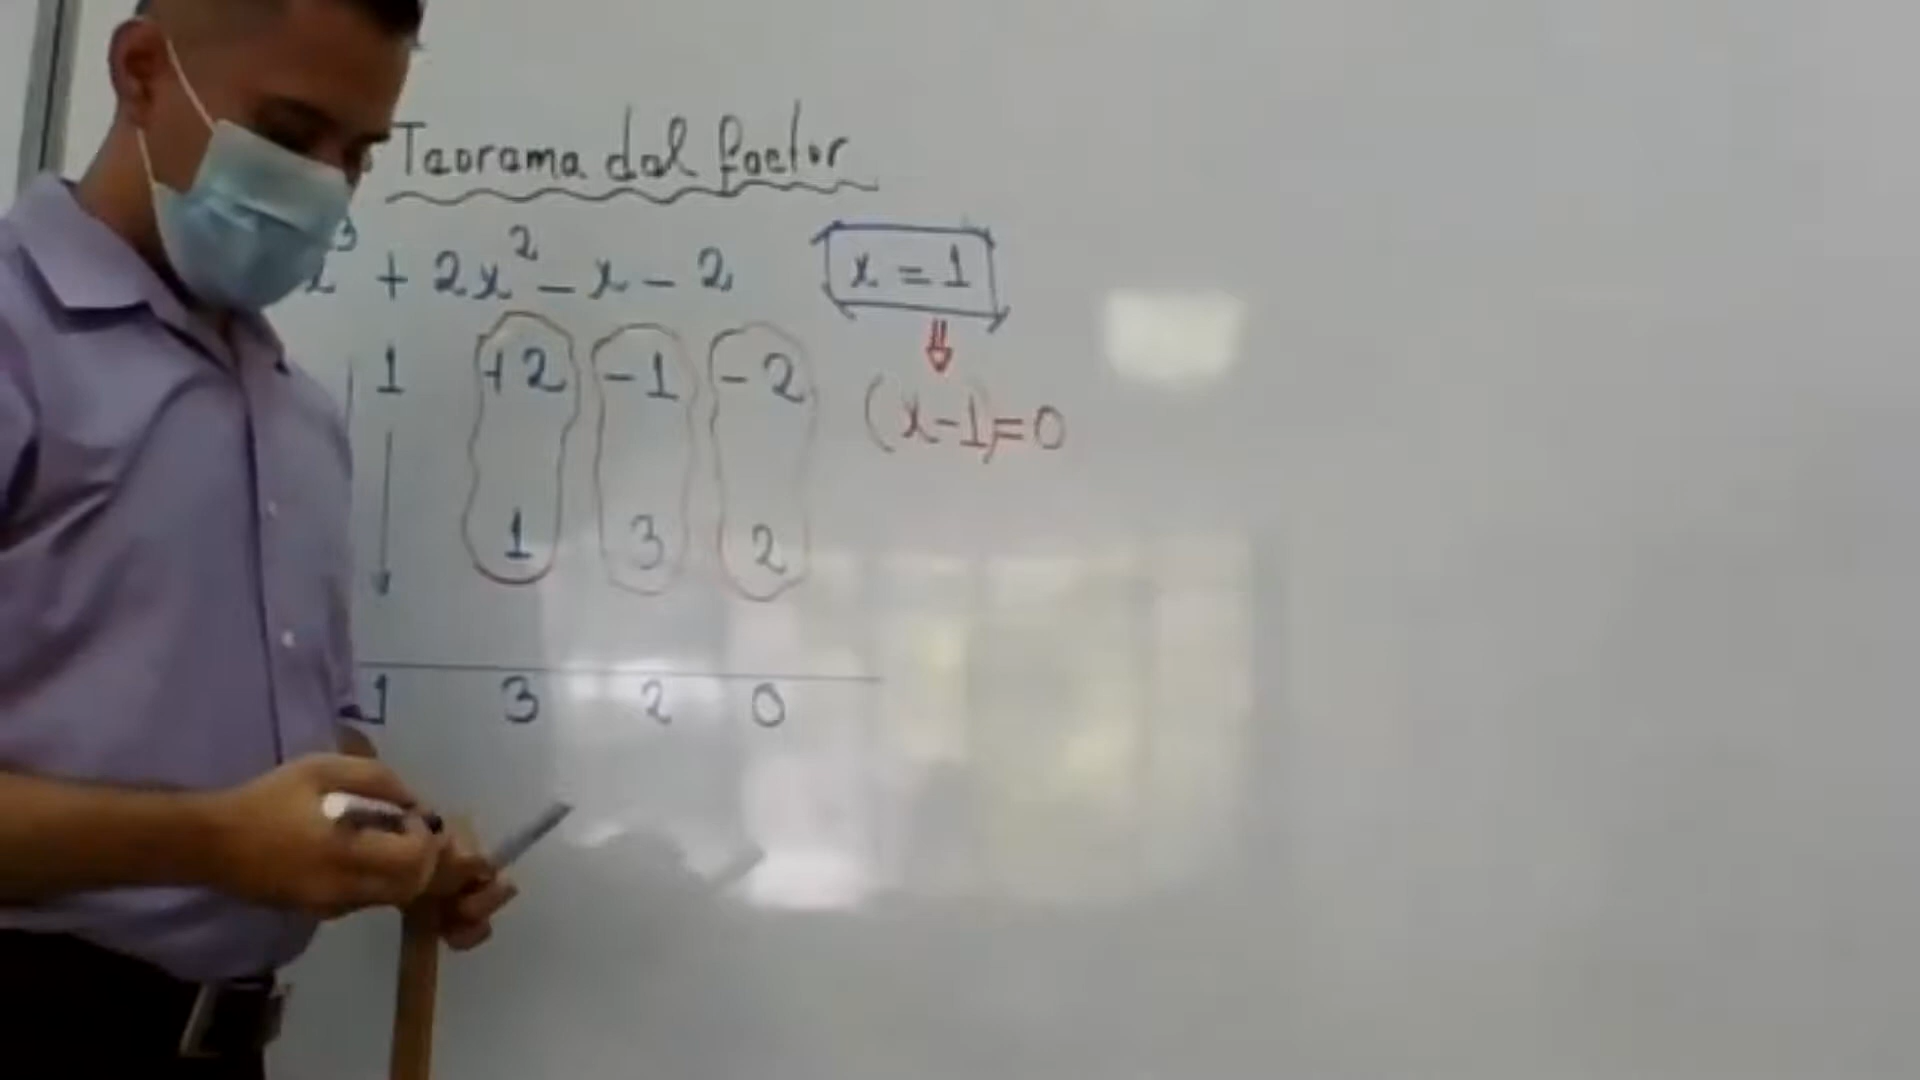 Teorema del factor
x³ + 2x² - x - 2
x = 1
1 +2 -1 -2
(x-1)=0
1 3 2
1 3 2 0